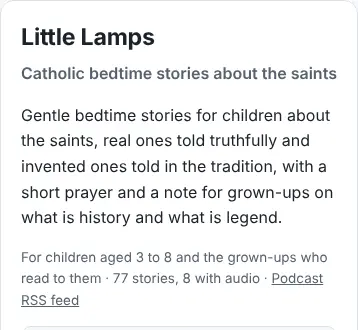 Little Lamps
Catholic bedtime stories about the saints
Gentle bedtime stories for children about
the saints, real ones told truthfully and
invented ones told in the tradition, with a
short prayer and a note for grown-ups on
what is history and what is legend.
For children aged 3 to 8 and the grown-ups who
read to them · 77 stories, 8 with audio · Podcast
RSS feed